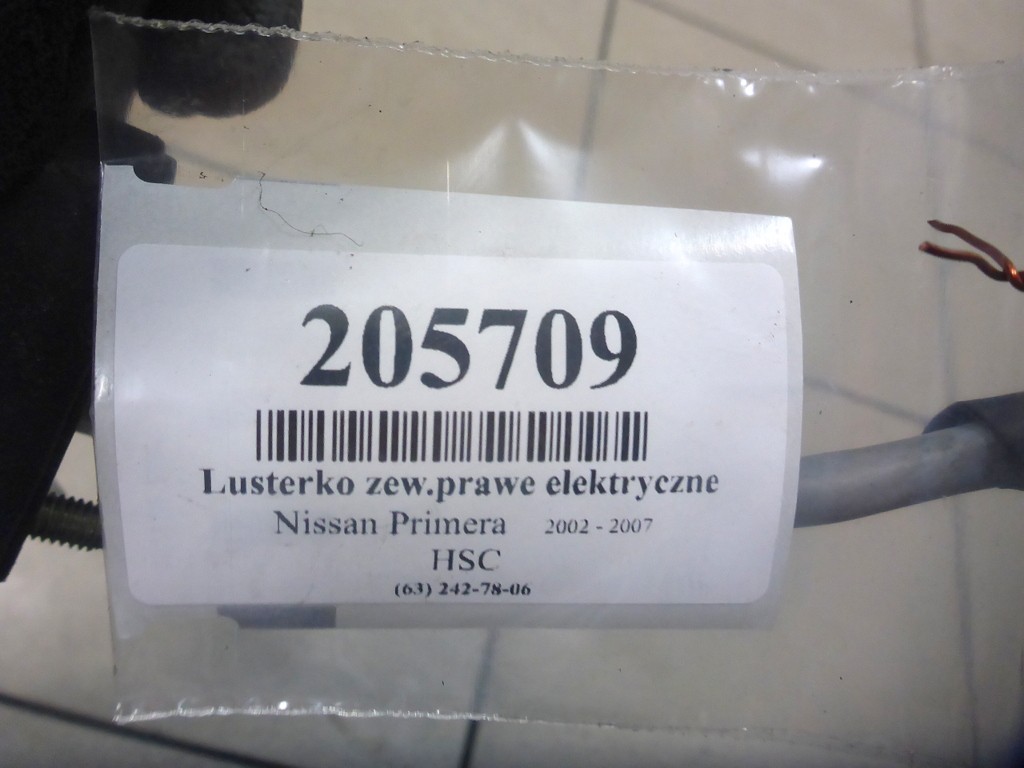 205709
Lusterko zew.prawe elektryczne
Nissan Primera 2002 - 2007
HSC
(63) 242-78-06